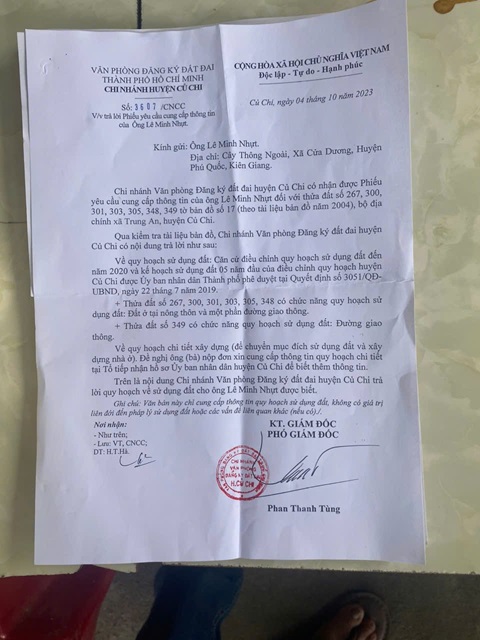 VĂN PHÒNG ĐĂNG KÝ ĐẤT ĐAI
THÀNH PHỐ HỒ CHÍ MINH
CHI NHÁNH HUYỆN CỦ CHI
Số: 3607/CNCC
V/v trả lời Phiếu yêu cầu cung cấp thông tin
của Ông Lê Minh Nhựt.
CỘNG HÒA XÃ HỘI CHỦ NGHĨA VIỆT NAM
Độc lập - Tự do - Hạnh phúc
Củ Chi, ngày 04 tháng 10 năm 2023
Kính gửi: Ông Lê Minh Nhựt.
Địa chỉ: Cây Thông Ngoài, Xã Cửa Dương, Huyện
Phú Quốc, Kiên Giang.
Chi nhánh Văn phòng Đăng ký đất đai huyện Củ Chi có nhận được Phiếu
yêu cầu cung cấp thông tin của ông Lê Minh Nhựt đối với thửa đất số 267, 300,
301, 303, 305, 348, 349 tờ bản đồ số 17 (theo tài liệu bản đồ năm 2004), bộ địa
chính xã Trung An, huyện Củ Chi.
Qua kiểm tra tài liệu bản đồ, Chi nhánh Văn phòng Đăng ký đất đai huyện
Củ Chi có nội dung trả lời như sau:
Về quy hoạch sử dụng đất: Căn cứ điều chỉnh quy hoạch sử dụng đất đến
năm 2020 và kế hoạch sử dụng đất 05 năm đầu của điều chỉnh quy hoạch huyện
Củ Chi được Ủy ban nhân dân Thành phố phê duyệt tại Quyết định số 3051/QĐ-
UBND, ngày 22 tháng 7 năm 2019.
+ Thửa đất số 267, 300, 301, 303, 305, 348 có chức năng quy hoạch sử
dụng đất: Đất ở tại nông thôn và một phần đường giao thông.
+ Thửa đất số 349 có chức năng quy hoạch sử dụng đất: Đường giao
thông.
Về quy hoạch chi tiết xây dựng (để chuyển mục đích sử dụng đất và xây
dựng nhà ở). Đề nghị ông (bà) nộp đơn xin cung cấp thông tin quy hoạch chi tiết
tại Tổ tiếp nhận hồ sơ Ủy ban nhân dân huyện Củ Chi để biết thêm thông tin.
Trên là nội dung Chi nhánh Văn phòng Đăng ký đất đai huyện Củ Chi trả
lời quy hoạch về sử dụng đất cho ông Lê Minh Nhựt được biết.
Ghi chú: Văn bản này chỉ cung cấp thông tin quy hoạch sử dụng đất, không có giá trị
liên đới đến pháp lý sử dụng đất hoặc các vấn đề liên quan khác (nếu có)./.
Nơi nhận:
- Như trên;
- Lưu: VT, CNCC;
DT: H.T.Hà.
KT. GIÁM ĐỐC
PHÓ GIÁM ĐỐC
CHI NHÁNH
VĂN PHÒNG
ĐĂNG KÝ ĐẤT ĐAI
H.CỦ CHI
Phan Thanh Tùng